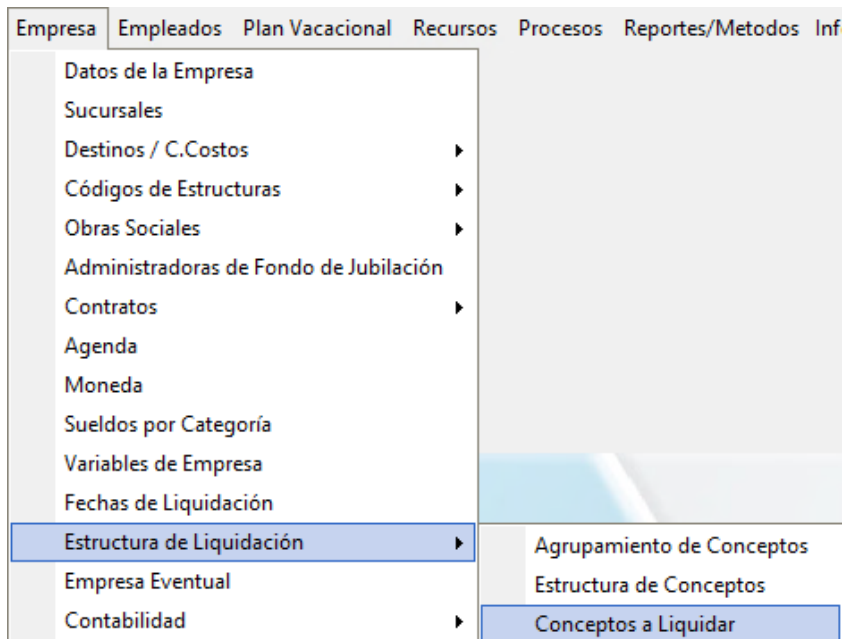 Empresa Empleados Plan Vacacional Recursos Procesos Reportes/Metodos Inf
Datos de la Empresa
Sucursales
Destinos / C.Costos
Códigos de Estructuras
Obras Sociales
Administradoras de Fondo de Jubilación
Contratos
Agenda
Moneda
Sueldos por Categoría
Variables de Empresa
Fechas de Liquidación
Estructura de Liquidación
Empresa Eventual
Contabilidad
Agrupamiento de Conceptos
Estructura de Conceptos
Conceptos a Liquidar